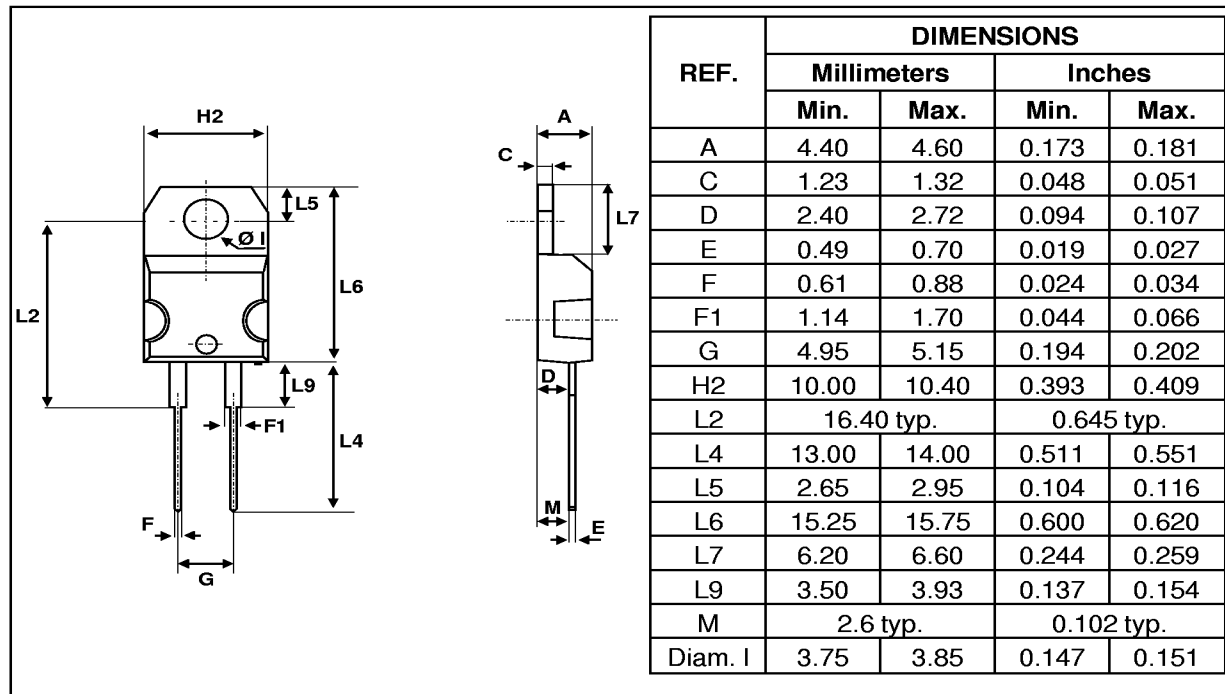 H2
L5
Ø I
L6
L2
L9
F1
L4
F
G
A
C
L7
D
M
E
REF. DIMENSIONS
Millimeters Inches
Min. Max. Min. Max.
A 4.40 4.60 0.173 0.181
C 1.23 1.32 0.048 0.051
D 2.40 2.72 0.094 0.107
E 0.49 0.70 0.019 0.027
F 0.61 0.88 0.024 0.034
F1 1.14 1.70 0.044 0.066
G 4.95 5.15 0.194 0.202
H2 10.00 10.40 0.393 0.409
L2 16.40 typ. 0.645 typ.
L4 13.00 14.00 0.511 0.551
L5 2.65 2.95 0.104 0.116
L6 15.25 15.75 0.600 0.620
L7 6.20 6.60 0.244 0.259
L9 3.50 3.93 0.137 0.154
M 2.6 typ. 0.102 typ.
Diam. I 3.75 3.85 0.147 0.151